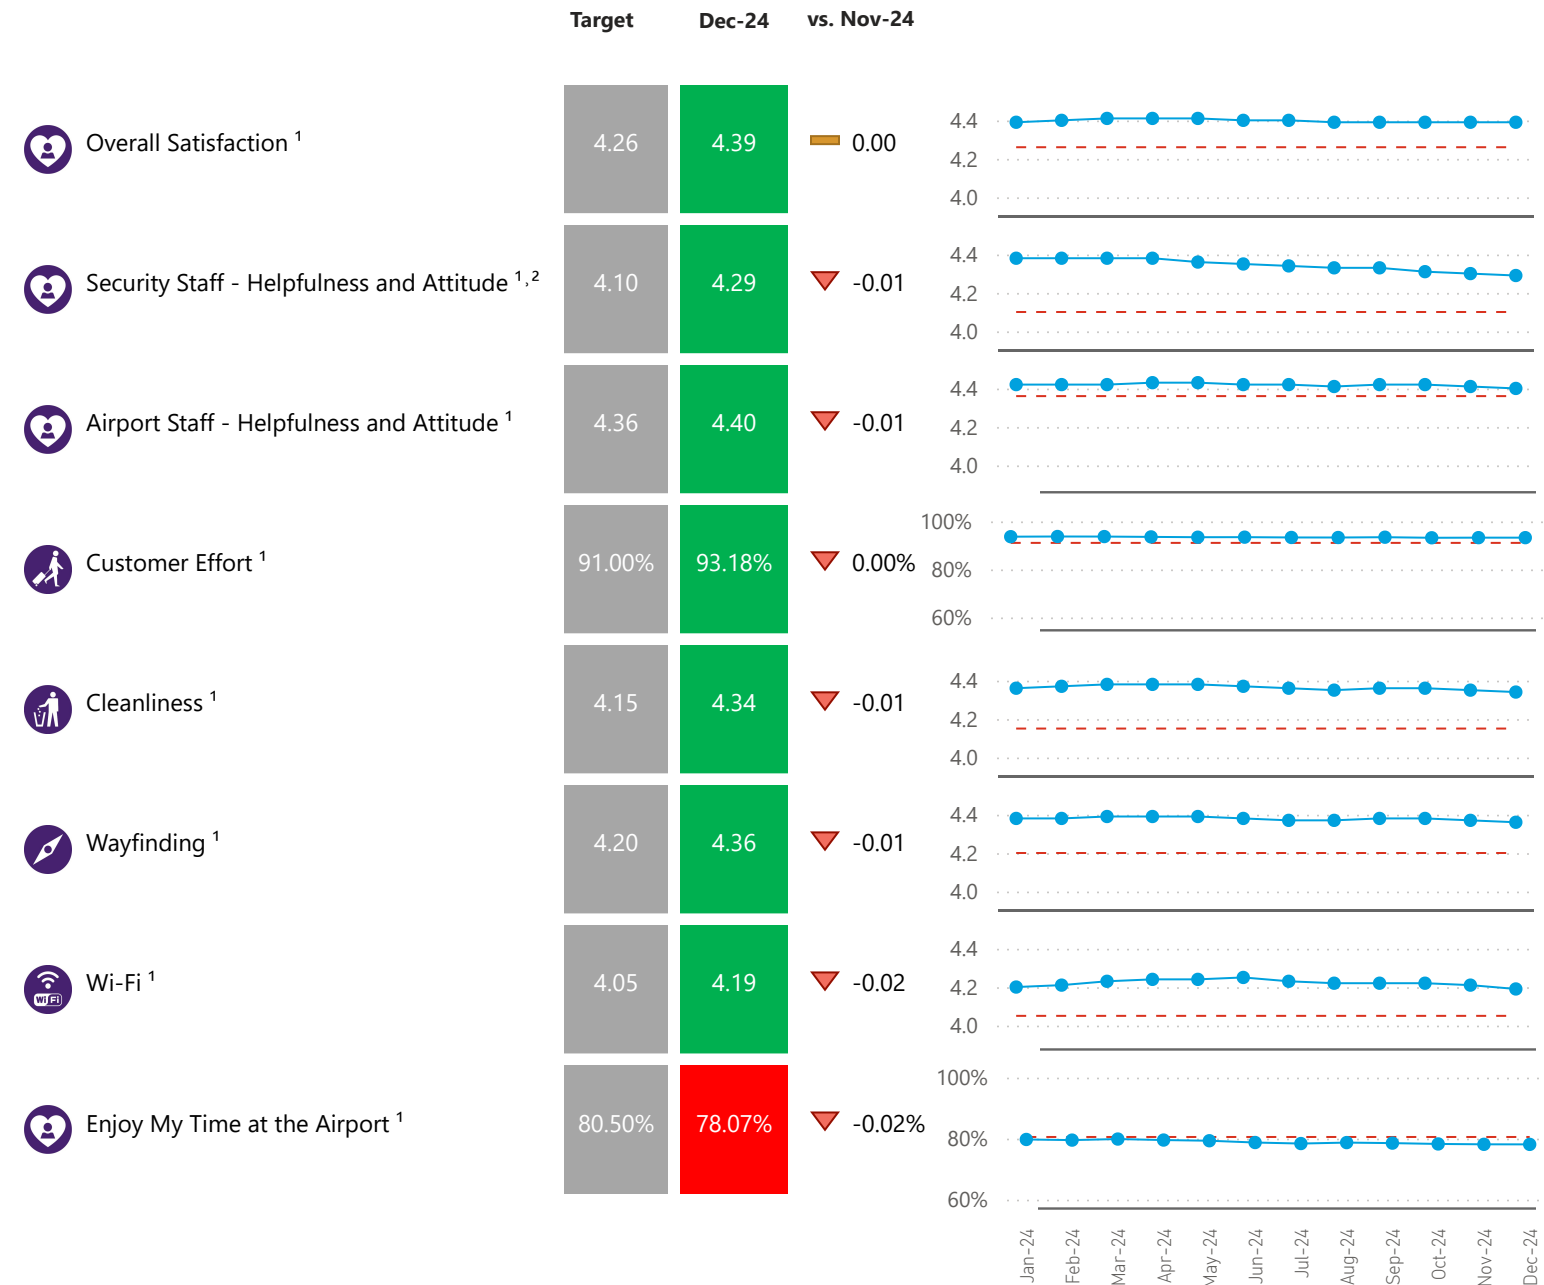 Target Dec-24 vs. Nov-24
Overall Satisfaction ¹ 4.26 4.39 0.00
4.4
4.2
4.0
Security Staff - Helpfulness and Attitude ¹,² 4.10 4.29 -0.01
4.4
4.2
4.0
Airport Staff - Helpfulness and Attitude ¹ 4.36 4.40 -0.01
4.4
4.2
4.0
Customer Effort ¹ 91.00% 93.18% 0.00%
100%
80%
60%
Cleanliness ¹ 4.15 4.34 -0.01
4.4
4.2
4.0
Wayfinding ¹ 4.20 4.36 -0.01
4.4
4.2
4.0
Wi-Fi ¹ 4.05 4.19 -0.02
Wi Fi
4.4
4.2
4.0
Enjoy My Time at the Airport ¹ 80.50% 78.07% -0.02%
100%
80%
60%
Jan-24 Feb-24 Mar-24 Apr-24 May-24 Jun-24 Jul-24 Aug-24 Sep-24 Oct-24 Nov-24 Dec-24